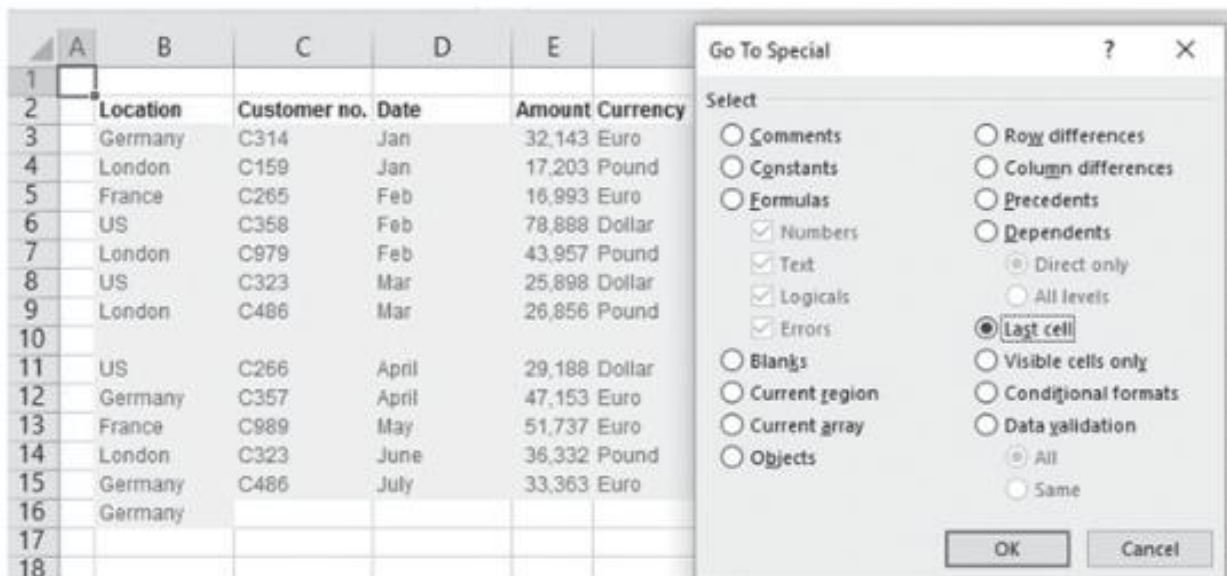 A B C D E
1
2 Location Customer no. Date Amount Currency
3 Germany C314 Jan 32,143 Euro
4 London C159 Jan 17,203 Pound
5 France C265 Feb 16,993 Euro
6 US C358 Feb 78,888 Dollar
7 London C979 Feb 43,957 Pound
8 US C323 Mar 25,898 Dollar
9 London C486 Mar 26,856 Pound
10
11 US C266 April 29,188 Dollar
12 Germany C357 April 47,153 Euro
13 France C989 May 51,737 Euro
14 London C323 June 36,332 Pound
15 Germany C486 July 33,363 Euro
16 Germany
17
18
Go To Special ? ×
Select
Comments
Constants
Formulas
Numbers
Text
Logicals
Errors
Blanks
Current region
Current array
Objects
Row differences
Column differences
Precedents
Dependents
Direct only
All levels
Last cell
Visible cells only
Conditional formats
Data validation
All
Same
OK Cancel